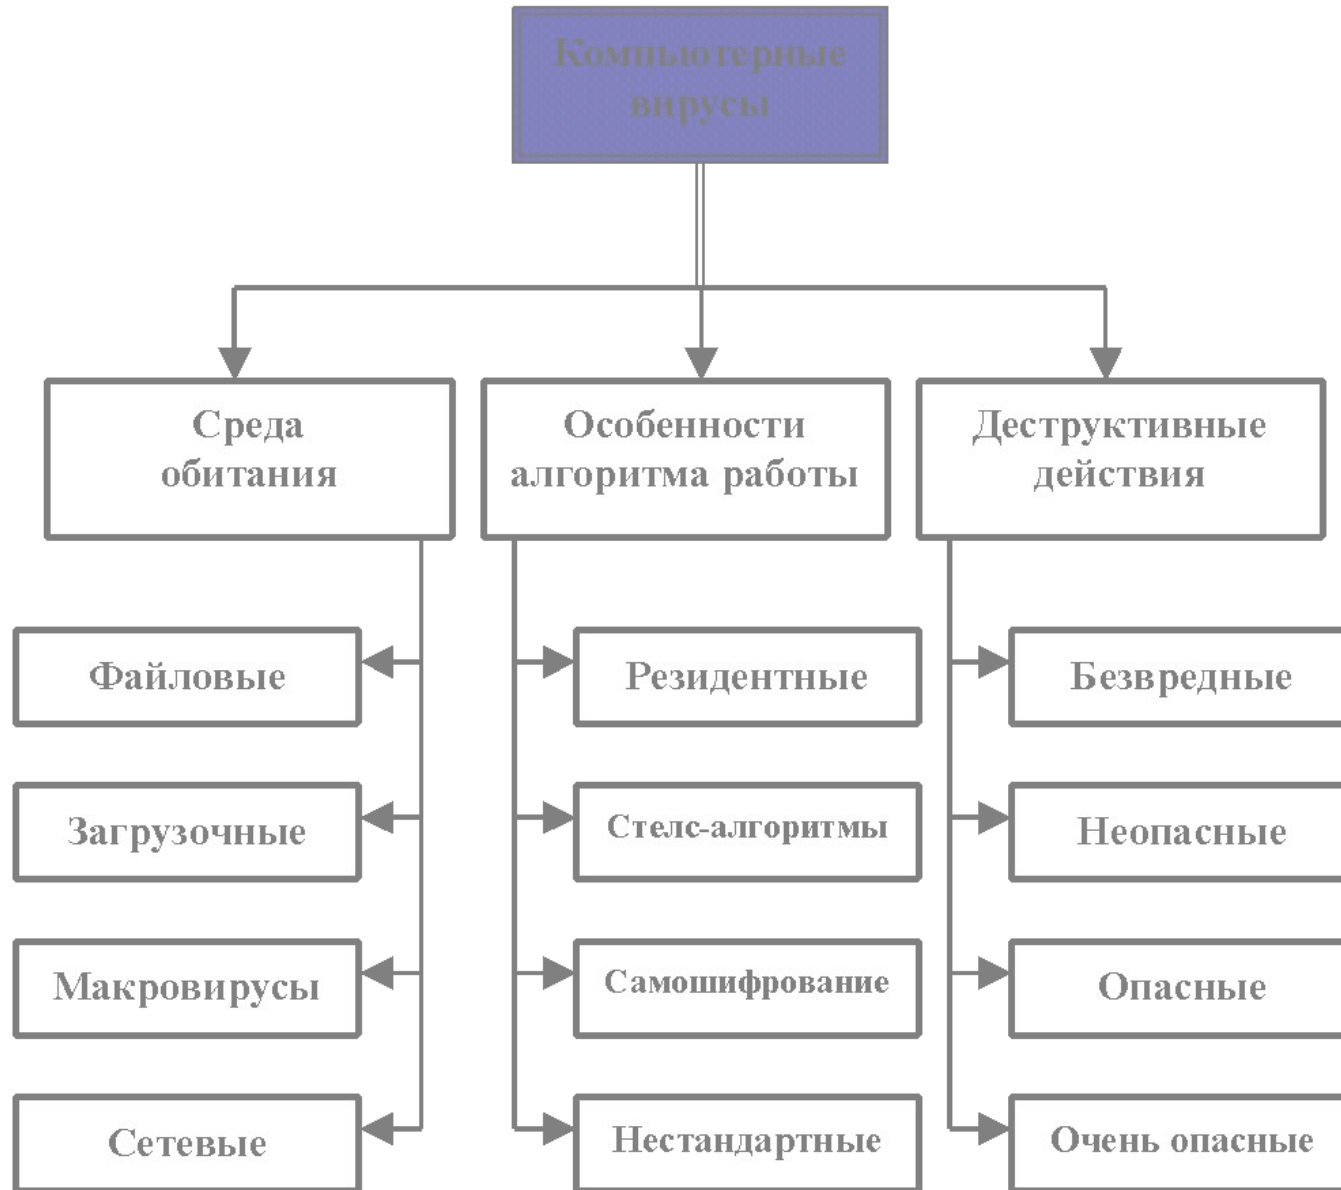 Компьютерные
вирусы
Среда
обитания
Особенности
алгоритма работы
Деструктивные
действия
Файловые
Резидентные
Безвредные
Загрузочные
Стелс-алгоритмы
Неопасные
Макровирусы
Самошифрование
Опасные
Сетевые
Нестандартные
Очень опасные